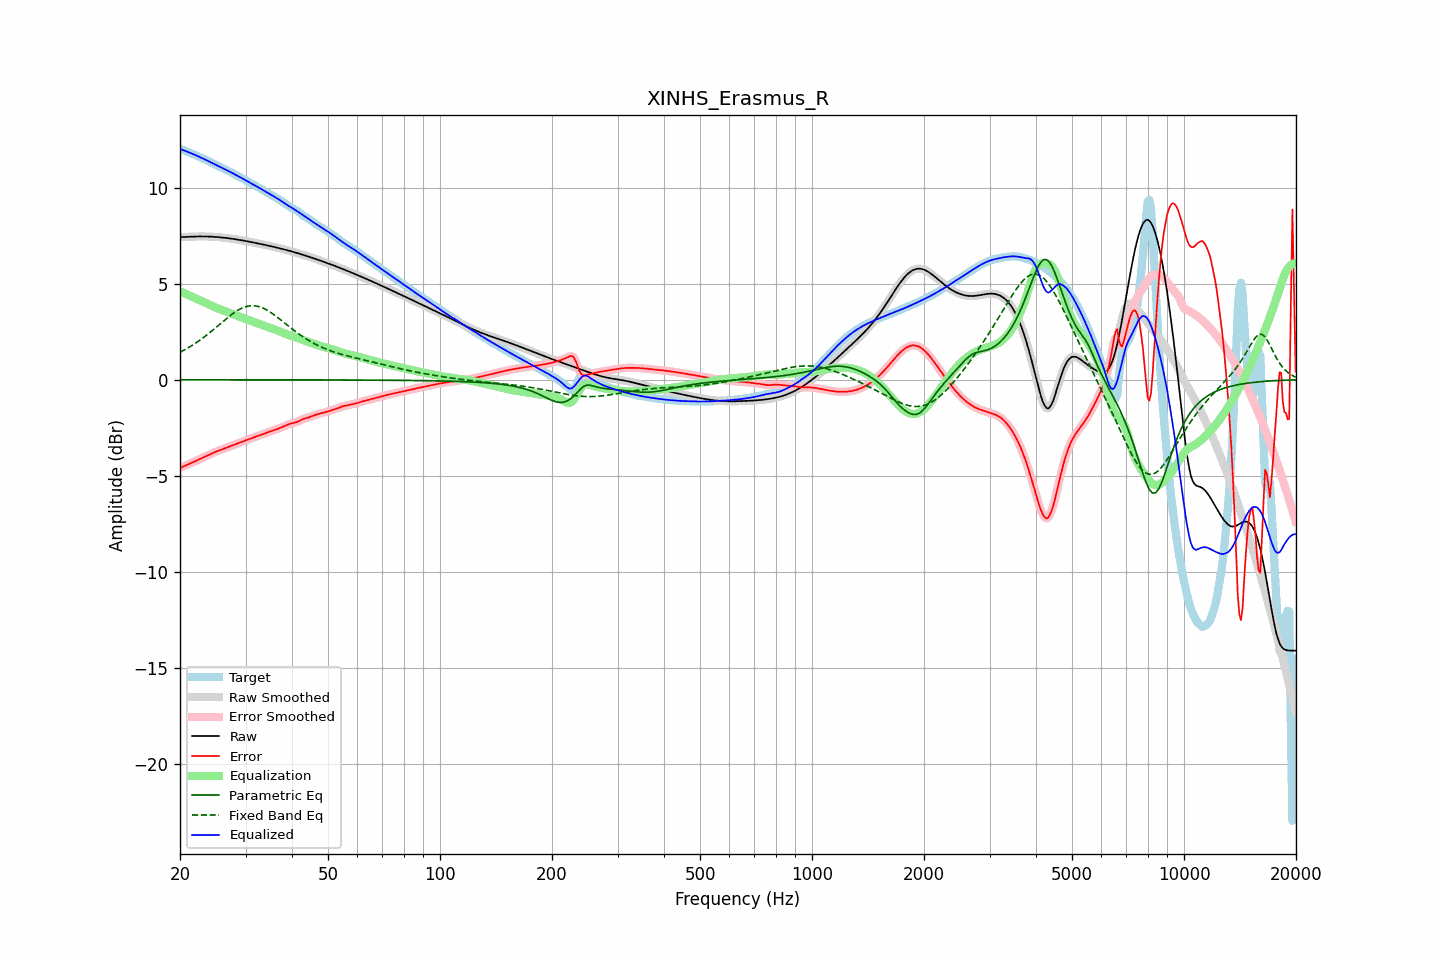 XINHS_Erasmus_R
Amplitude (dBr)
10
5
0
−5
−10
−15
−20
Target
Raw Smoothed
Error Smoothed
Raw
Error
Equalization
Parametric Eq
Fixed Band Eq
Equalized
20 50 100 200 500 1000 2000 5000 10000 20000
Frequency (Hz)